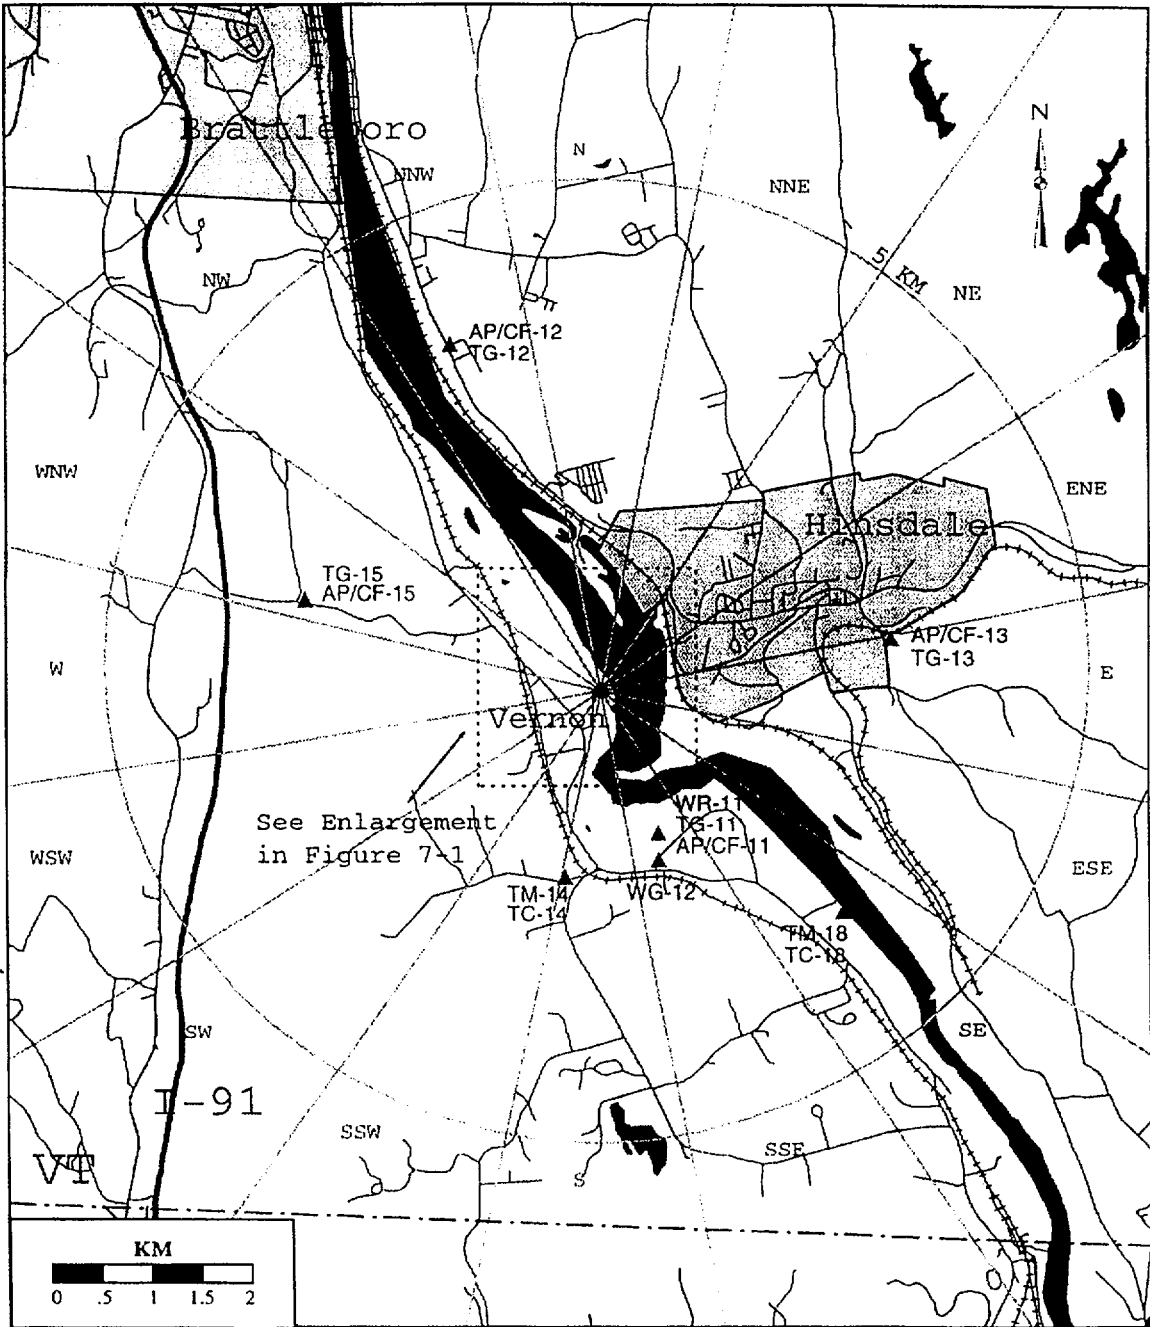 Brattleboro
N
N
NNW
NNE
NW
5 KM
NE
AP/CF-12
TG-12
WNW
ENE
Hinsdale
TG-15
AP/CF-15
AP/CF-13
TG-13
W
E
Vernon
See Enlargement
in Figure 7-1
WR-11
TG-11
AP/CF-11
WSW
ESE
TM-14
TC-14
WG-12
TM-18
TC-18
SW
SE
I-91
SSW
SSE
VT
S
KM
0 .5 1 1.5 2